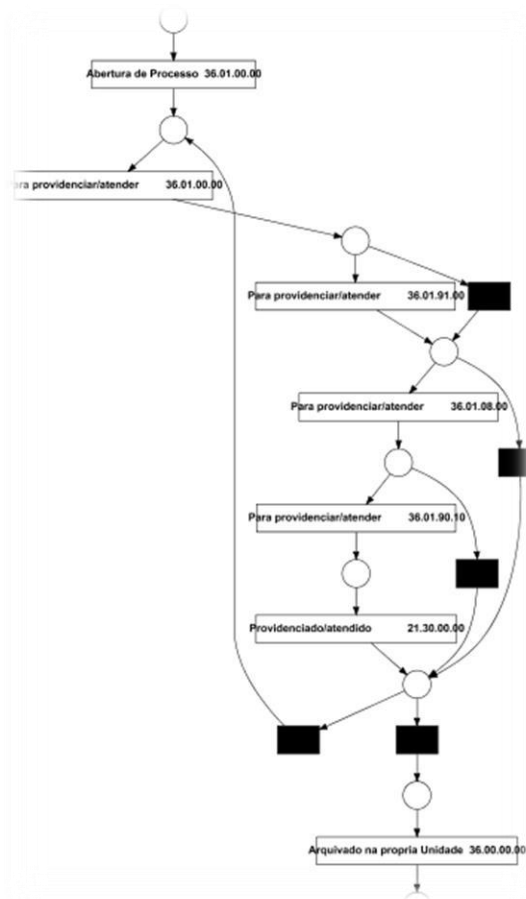 Abertura de Processo 36.01.00.00
ara providenciar/atender 36.01.00.00
Para providenciar/atender 36.01.91.00
Para providenciar/atender 36.01.08.00
Para providenciar/atender 36.01.90.10
Providenciado/atendido 21.30.00.00
Arquivado na propria Unidade 36.00.00.00